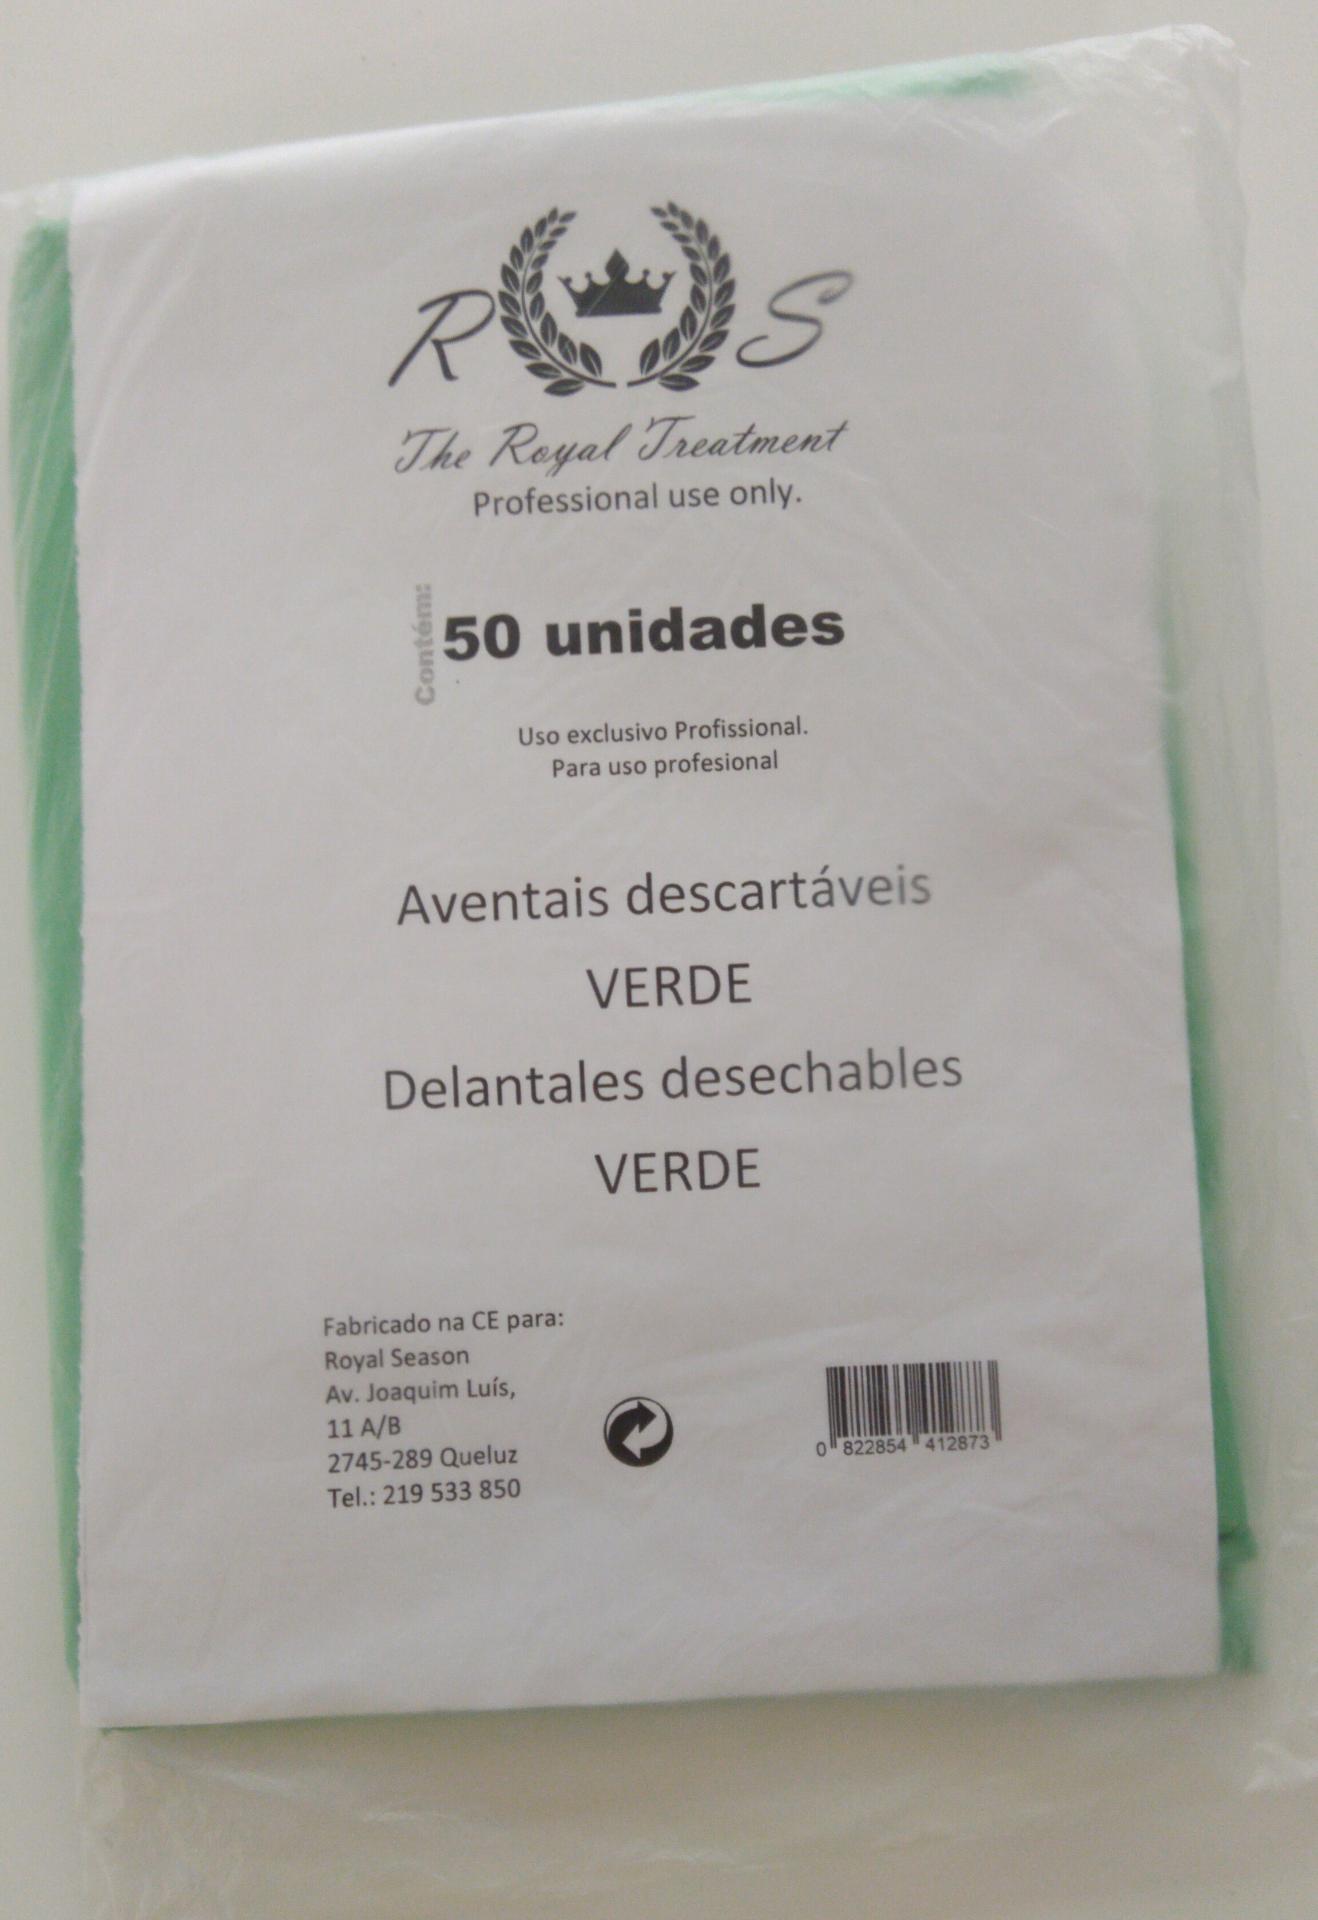 R S
The Royal Treatment
Professional use only.
Contém:
50 unidades
Uso exclusivo Profissional.
Para uso profesional
Aventais descartáveis
VERDE
Delantales desechables
VERDE
Fabricado na CE para:
Royal Season
Av. Joaquim Luís,
11 A/B
2745-289 Queluz
Tel.: 219 533 850
0 822854 412873